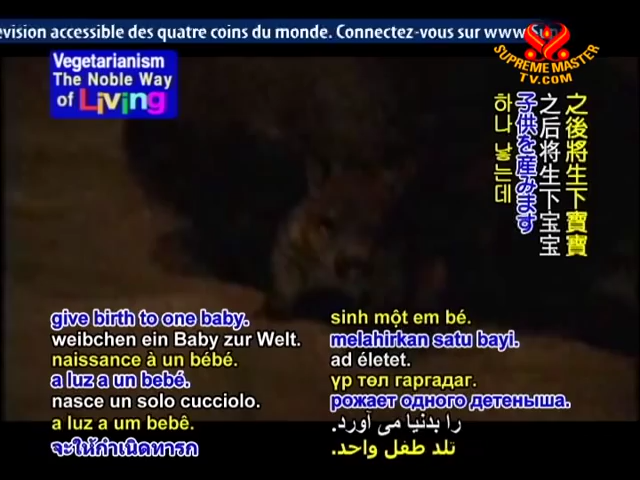 evision accessible des quatre coins du monde. Connectez-vous sur www.Sup
Vegetarianism
The Noble Way
of Living
SUPREME MASTER
TV.COM
之後將生下寶寶
之后将生下宝宝
子供を産みます
하나 낳는데
give birth to one baby.
weibchen ein Baby zur Welt.
naissance à un bébé.
a luz a un bebé.
nasce un solo cucciolo.
a luz a um bebê.
จะให้กำเนิดทารก
sinh một em bé.
melahirkan satu bayi.
ad életet.
үр төл гаргадаг.
рожает одного детеныша.
را بدنیا می آورد.
تلد طفل واحد.